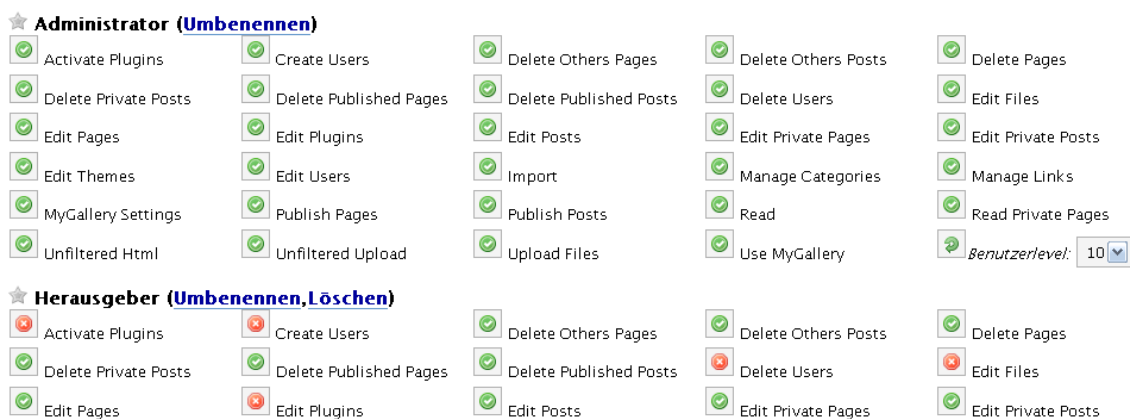 Administrator (Umbenennen)
Activate Plugins Create Users Delete Others Pages Delete Others Posts Delete Pages
Delete Private Posts Delete Published Pages Delete Published Posts Delete Users Edit Files
Edit Pages Edit Plugins Edit Posts Edit Private Pages Edit Private Posts
Edit Themes Edit Users Import Manage Categories Manage Links
MyGallery Settings Publish Pages Publish Posts Read Read Private Pages
Unfiltered Html Unfiltered Upload Upload Files Use MyGallery Benutzerlevel: 10
Herausgeber (Umbenennen,Löschen)
Activate Plugins Create Users Delete Others Pages Delete Others Posts Delete Pages
Delete Private Posts Delete Published Pages Delete Published Posts Delete Users Edit Files
Edit Pages Edit Plugins Edit Posts Edit Private Pages Edit Private Posts